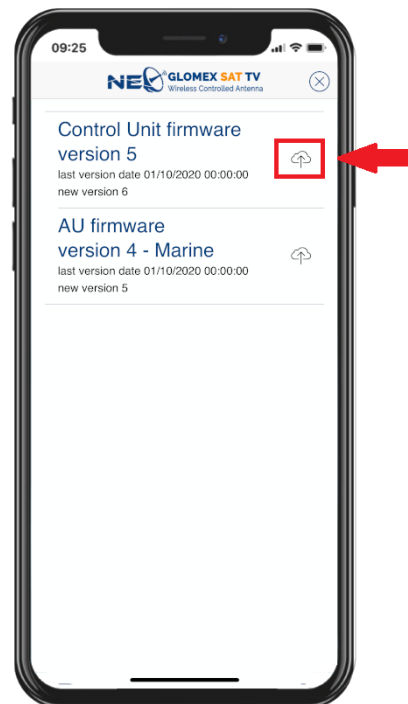 09:25
NE GLOMEX SAT TV
Wireless Controlled Antenna
Control Unit firmware
version 5
last version date 01/10/2020 00:00:00
new version 6
AU firmware
version 4 - Marine
last version date 01/10/2020 00:00:00
new version 5